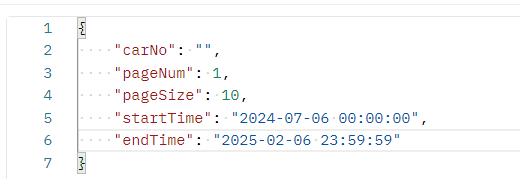 1 {
2 "carNo": "",
3 "pageNum": 1,
4 "pageSize": 10,
5 "startTime": "2024-07-06 00:00:00",
6 "endTime": "2025-02-06 23:59:59"
7 }